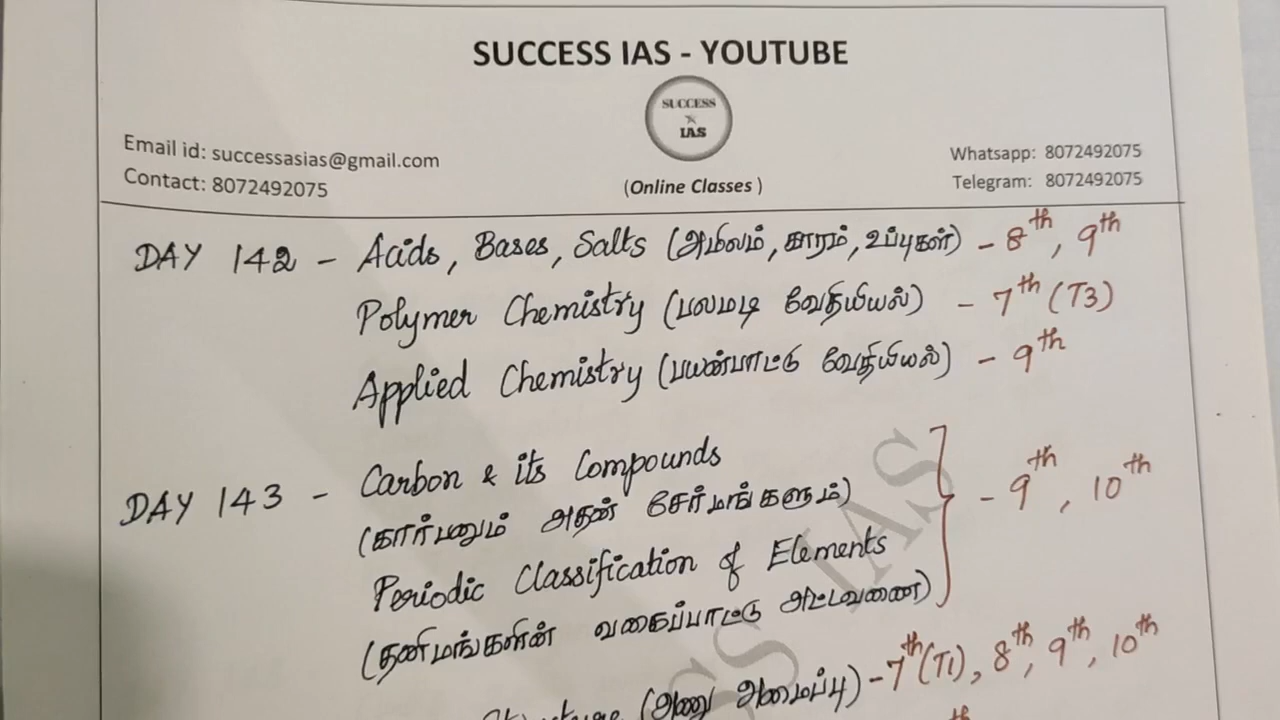 SUCCESS IAS - YOUTUBE
SUCCESS
IAS
Email id: successasias@gmail.com
Whatsapp: 8072492075
Contact: 8072492075
(Online Classes )
Telegram: 8072492075
DAY 142 - Acids, Bases, Salts (அமிலம், காரம், உப்புகள்) - 8th, 9th
Polymer Chemistry (பலமடி வேதியியல்) - 7th (T3)
Applied Chemistry (பயன்பாட்டு வேதியியல்) - 9th
DAY 143 - Carbon & its Compounds
(கார்பனும் அதன் சேர்மங்களும்)
- 9th, 10th
Periodic Classification of Elements
(தனிமங்களின் வகைப்பாட்டு அட்டவணை)
(அணு அமைப்பு) - 7th (T1), 8th, 9th, 10th
SS IAS